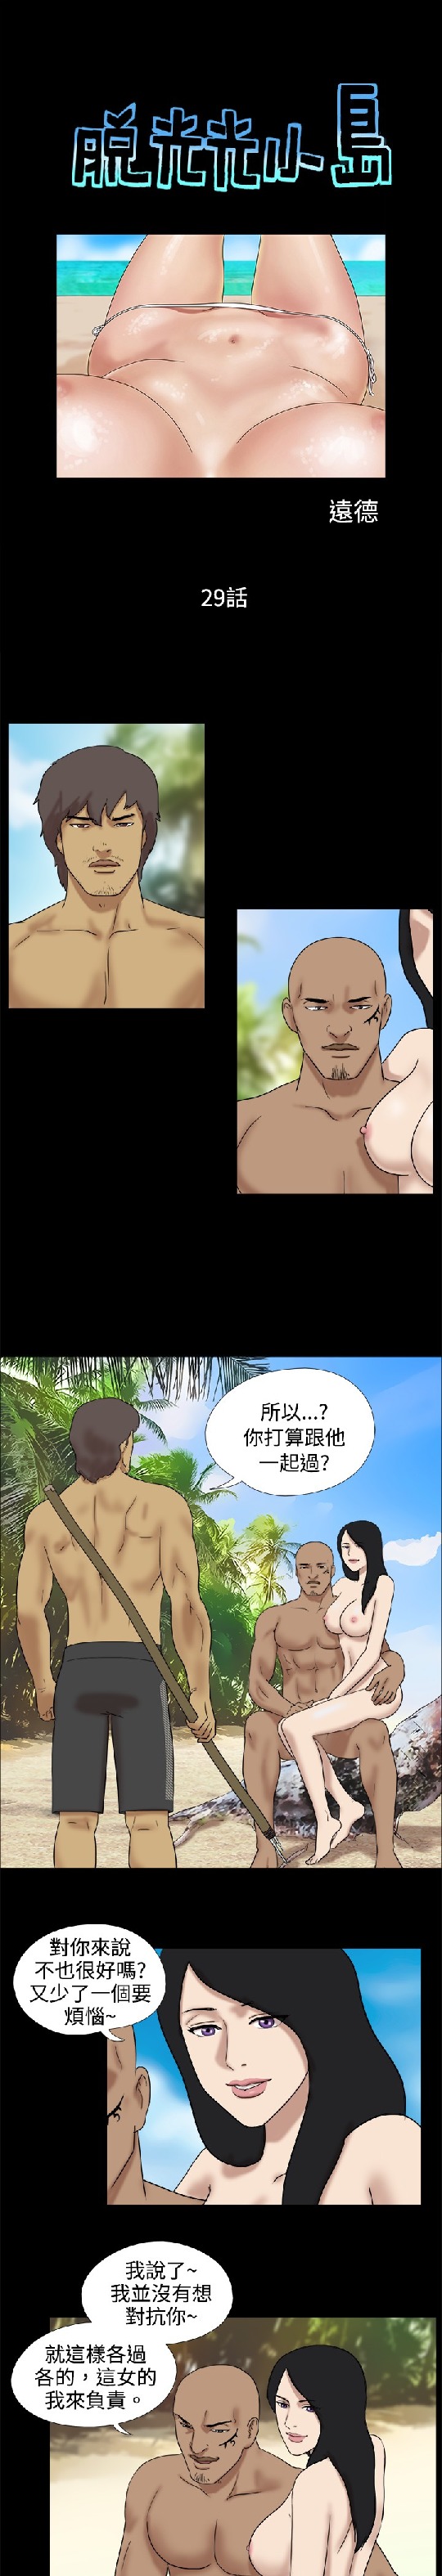 脫光光小島
遠德
29話
所以...?
你打算跟他
一起過?
對你來說
不也很好嗎?
又少了一個要
煩惱~
我說了~
我並沒有想
對抗你~
就這樣各過
各的，這女的
我來負責。